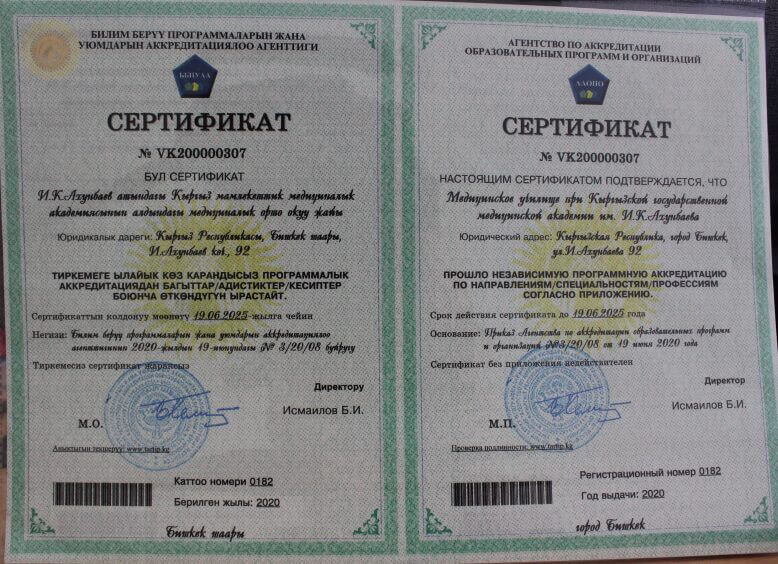 БИЛИМ БЕРҮҮ ПРОГРАММАЛАРЫН ЖАНА
УЮМДАРЫН АККРЕДИТАЦИЯЛОО АГЕНТТИГИ
ББПУАА
СЕРТИФИКАТ
№ VK200000307
БУЛ СЕРТИФИКАТ
И.К.Ахунбаев атындагы Кыргыз мамлекеттик медициналык
академиясынын алдындагы медициналык орто окуу жайы
Юридикалык дареги: Кыргыз Республикасы, Бишкек шаары,
И.Ахунбаев көч., 92
ТИРКЕМЕГЕ ЫЛАЙЫК КӨЗ КАРАНДЫСЫЗ ПРОГРАММАЛЫК
АККРЕДИТАЦИЯДАН БАГЫТТАР/АДИСТИКТЕР/КЕСИПТЕР
БОЮНЧА ӨТКӨНДҮГҮН ЫРАСТАЙТ.
Сертификаттын колдонуу мөөнөтү 19.06.2025-жылга чейин
Негизи: Билим берүү программаларын жана уюмдарын аккредитациялоо
агенттигинин 2020-жылдын 19-июнундагы № 3/20/08 буйругу
Тиркемесиз сертификат жараксыз
Директору
Исмаилов Б.И.
М.О.
Аныктыгын текшерүү: www.tadip.kg
Каттоо номери 0182
Берилген жылы: 2020
Бишкек шаары
АГЕНТСТВО ПО АККРЕДИТАЦИИ
ОБРАЗОВАТЕЛЬНЫХ ПРОГРАММ И ОРГАНИЗАЦИЙ
ААОПО
СЕРТИФИКАТ
№ VK200000307
НАСТОЯЩИМ СЕРТИФИКАТОМ ПОДТВЕРЖДАЕТСЯ, ЧТО
Медицинское училище при Кыргызской государственной
медицинской академии им. И.К.Ахунбаева
Юридический адрес: Кыргызская Республика, город Бишкек,
ул.И.Ахунбаева 92
ПРОШЛО НЕЗАВИСИМУЮ ПРОГРАММНУЮ АККРЕДИТАЦИЮ
ПО НАПРАВЛЕНИЯМ/СПЕЦИАЛЬНОСТЯМ/ПРОФЕССИЯМ
СОГЛАСНО ПРИЛОЖЕНИЮ.
Срок действия сертификата до 19.06.2025 года
Основание: Приказ Агентства по аккредитации образовательных программ
и организаций №3/20/08 от 19 июня 2020 года
Сертификат без приложения недействителен
Директор
Исмаилов Б.И.
М.П.
Проверка подлинности: www.tadip.kg
Регистрационный номер 0182
Год выдачи: 2020
город Бишкек